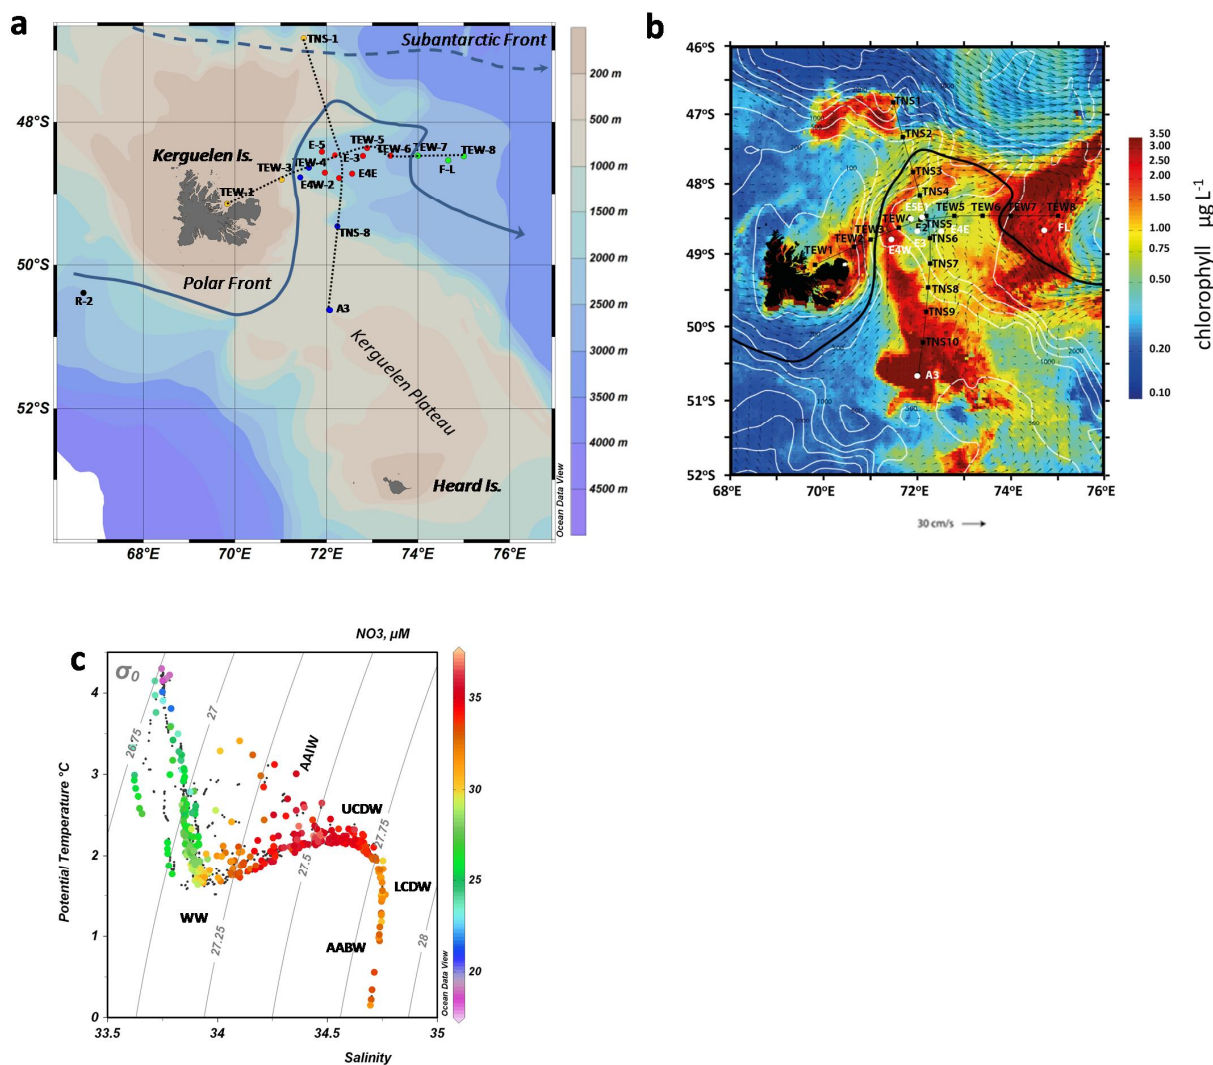 a
Subantarctic Front
TNS-1
Kerguelen Is.
E-5
TEW-5
TEW-7
TEW-8
TEW-3
TEW-4
E-3
TEW-6
F-L
E4W-2
E4E
TEW-1
TNS-8
Polar Front
R-2
A3
Kerguelen Plateau
Heard Is.
Ocean Data View
48°S
50°S
52°S
68°E
70°E
72°E
74°E
76°E
200 m
500 m
1000 m
1500 m
2000 m
2500 m
3000 m
3500 m
4000 m
4500 m
b
46°S
47°S
48°S
49°S
50°S
51°S
52°S
68°E
70°E
72°E
74°E
76°E
TNS1
TNS2
TNS3
TNS4
TEW5
TEW6
TEW7
TEW8
TNS5
E4E
FL
TEW3
TEW2
TEW1
E4W
E3
TNS6
TNS7
TNS8
TNS9
TNS10
A3
30 cm/s
3.50
3.00
2.50
2.00
1.50
1.00
0.75
0.50
0.20
0.10
chlorophyll µg L-1
c
NO3, µM
σ0
26.75
27
27.25
27.5
27.75
28
AAIW
UCDW
LCDW
AABW
WW
Ocean Data View
35
30
25
20
Potential Temperature °C
4
3
2
1
0
33.5
34
34.5
35
Salinity